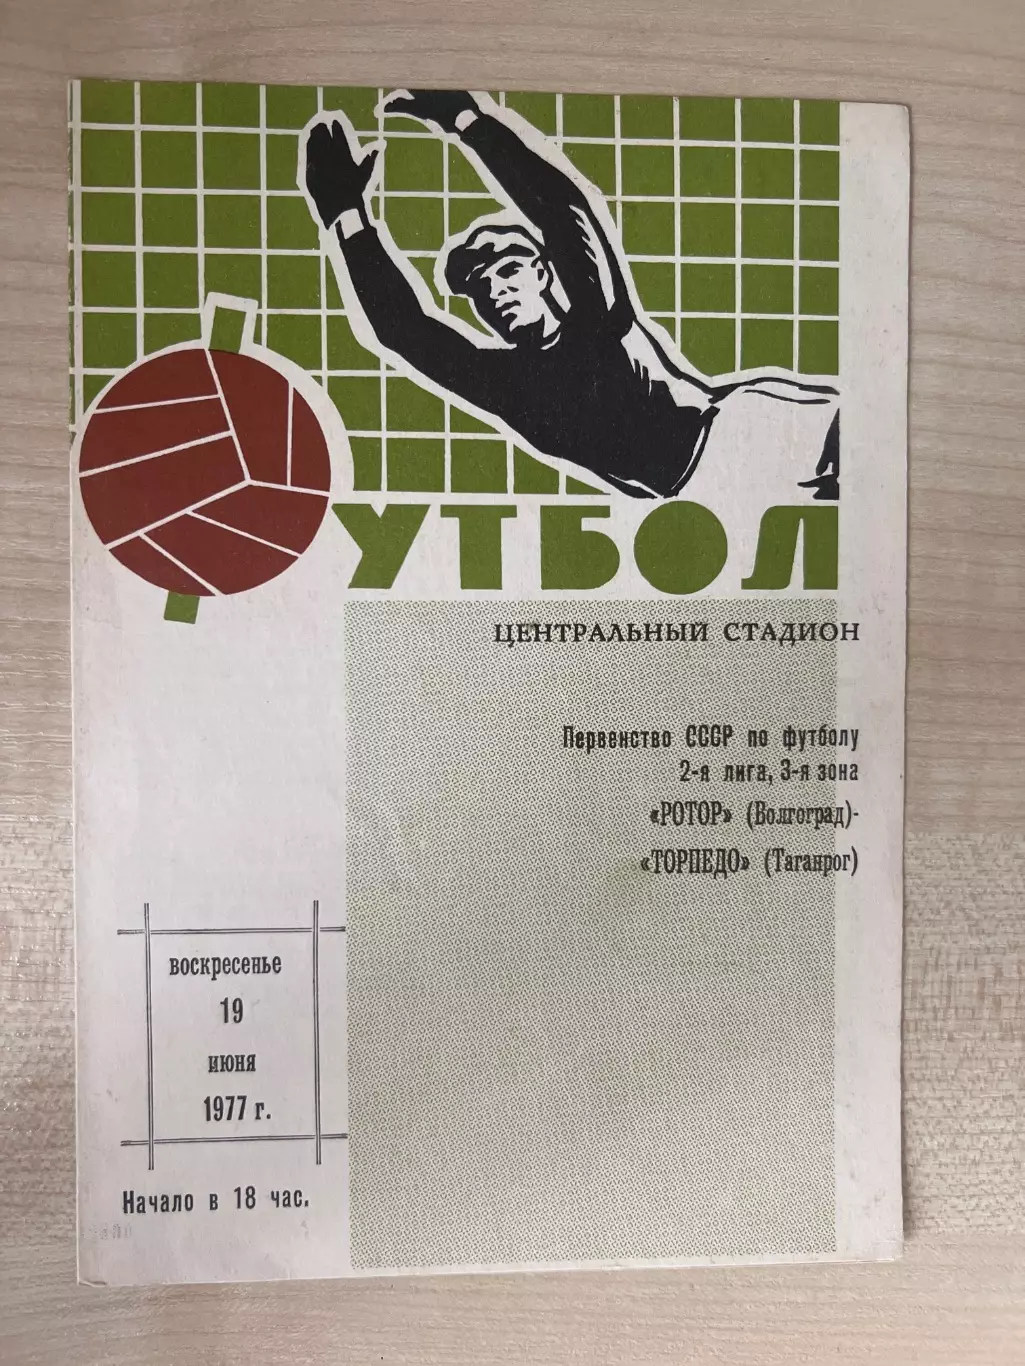 ФУТБОЛ
ЦЕНТРАЛЬНЫЙ СТАДИОН
Первенство СССР по футболу
2-я лига, 3-я зона
«РОТОР» (Волгоград)-
«ТОРПЕДО» (Таганрог)
воскресенье
19
июня
1977 г.
Начало в 18 час.